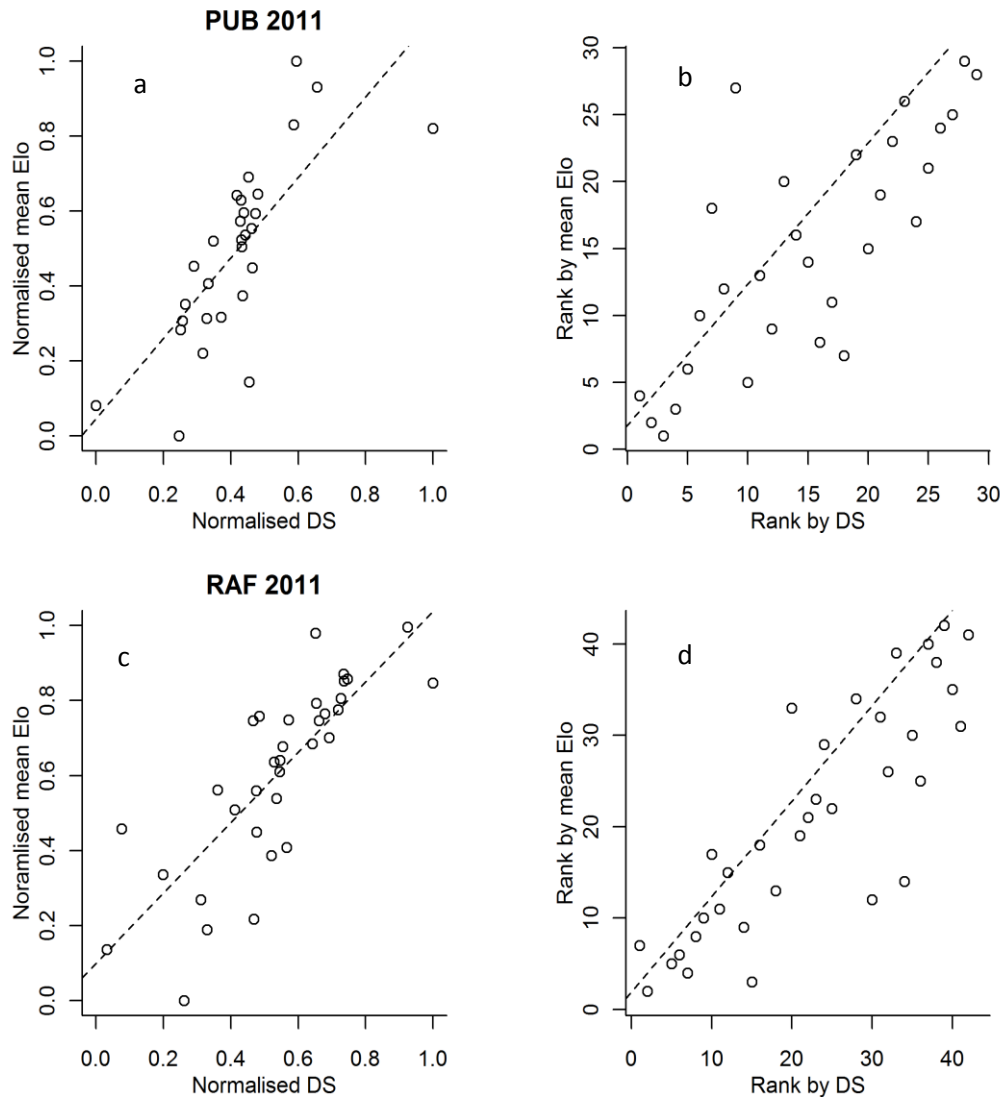 PUB 2011
a
Normalised mean Elo
0.0 0.2 0.4 0.6 0.8 1.0
0.0 0.2 0.4 0.6 0.8 1.0
Normalised DS
b
Rank by mean Elo
0 5 10 15 20 25 30
0 5 10 15 20 25 30
Rank by DS
RAF 2011
c
Noramlised mean Elo
0.0 0.2 0.4 0.6 0.8 1.0
0.0 0.2 0.4 0.6 0.8 1.0
Normalised DS
d
Rank by mean Elo
0 10 20 30 40
0 10 20 30 40
Rank by DS